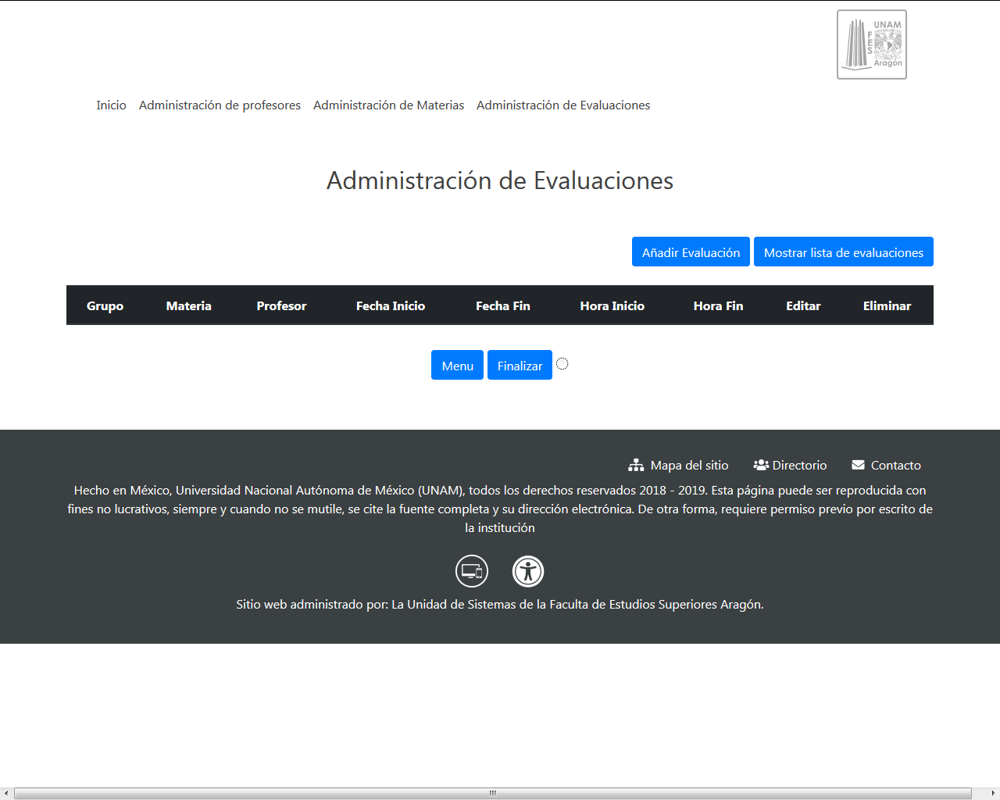 UNAM
FES
Aragón
Inicio Administración de profesores Administración de Materias Administración de Evaluaciones
Administración de Evaluaciones
Añadir Evaluación Mostrar lista de evaluaciones
Grupo Materia Profesor Fecha Inicio Fecha Fin Hora Inicio Hora Fin Editar Eliminar
Menu Finalizar
Mapa del sitio Directorio Contacto
Hecho en México, Universidad Nacional Autónoma de México (UNAM), todos los derechos reservados 2018 - 2019. Esta página puede ser reproducida con
fines no lucrativos, siempre y cuando no se mutile, se cite la fuente completa y su dirección electrónica. De otra forma, requiere permiso previo por escrito de
la institución
Sitio web administrado por: La Unidad de Sistemas de la Faculta de Estudios Superiores Aragón.